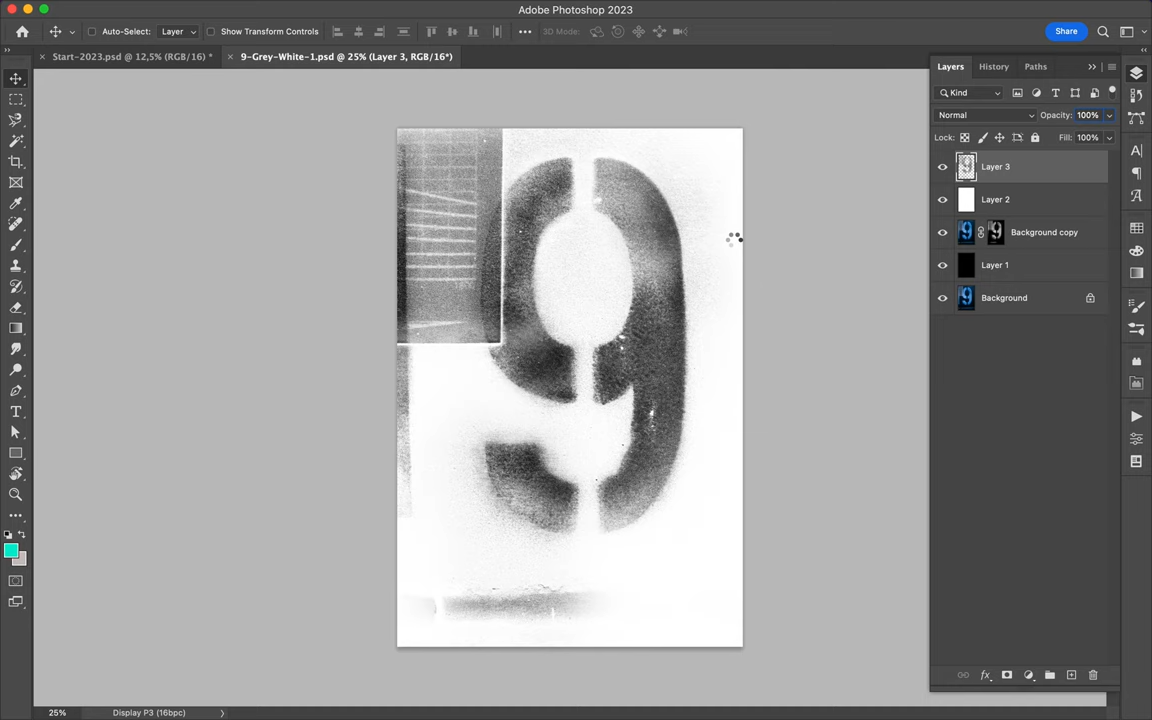 Adobe Photoshop 2023
Auto-Select:
Layer
Show Transform Controls
3D Mode:
Share
Start-2023.psd @ 12,5% (RGB/16) *
9-Grey-White-1.psd @ 25% (Layer 3, RGB/16*)
Layers
History
Paths
Kind
Normal
Opacity: 100%
Lock:
Fill: 100%
Layer 3
Layer 2
Background copy
Layer 1
Background
9
25%
Display P3 (16bpc)